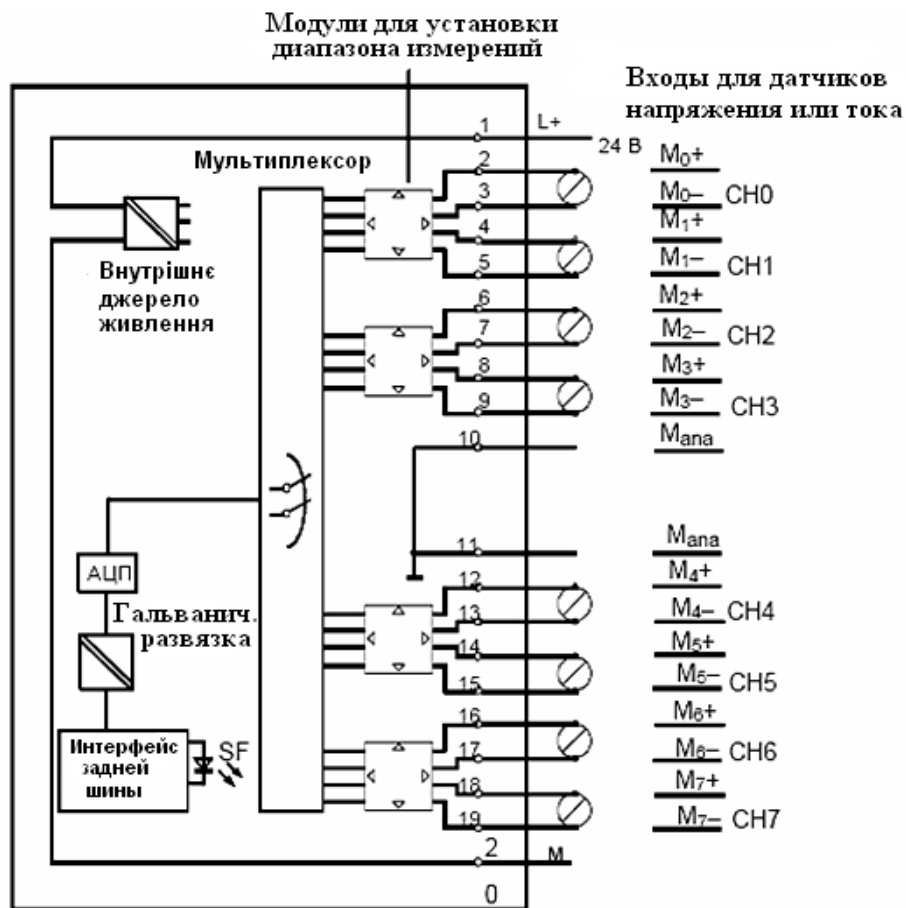 Модули для установки
диапазона измерений
Входы для датчиков
напряжения или тока
1
L+
24 В
Мультиплексор
2
M0+
3
M0– CH0
4
M1+
5
M1– CH1
Внутрішнє
джерело
живлення
6
M2+
7
M2– CH2
8
M3+
9
M3– CH3
10
Mana
11
Mana
АЦП
12
M4+
13
M4– CH4
Гальванич.
развязка
14
M5+
15
M5– CH5
16
M6+
Интерфейс
задней
шины
SF
17
M6– CH6
18
M7+
19
M7– CH7
2
M
0